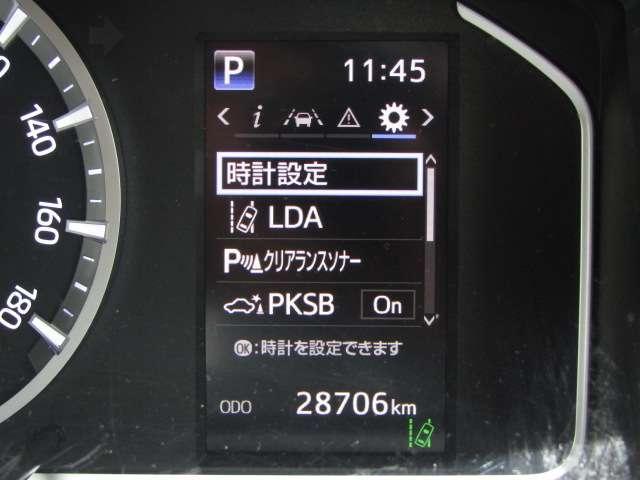 P 11:45
140
160
180
時計設定
LDA
Pクリアランスソナー
PKSB On
OK:時計を設定できます
ODO 28706km